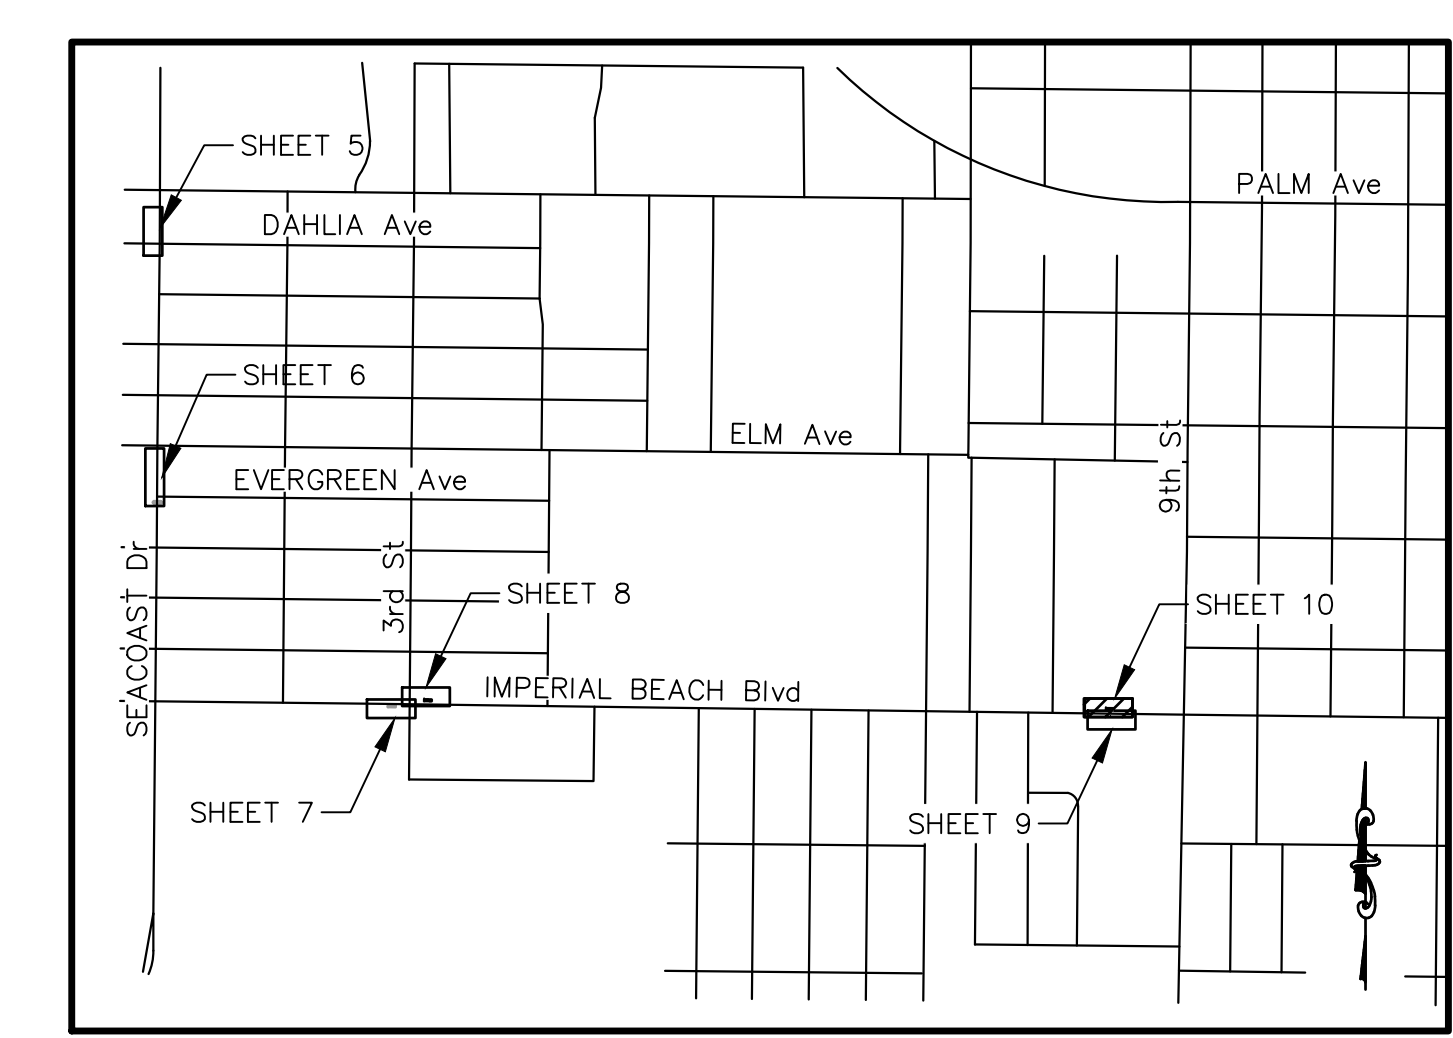 SHEET 5
PALM Ave
DAHLIA Ave
SHEET 6
ELM Ave
9th St
EVERGREEN Ave
SEACOAST Dr
3rd St
SHEET 8
SHEET 10
IMPERIAL BEACH Blvd
SHEET 7
SHEET 9